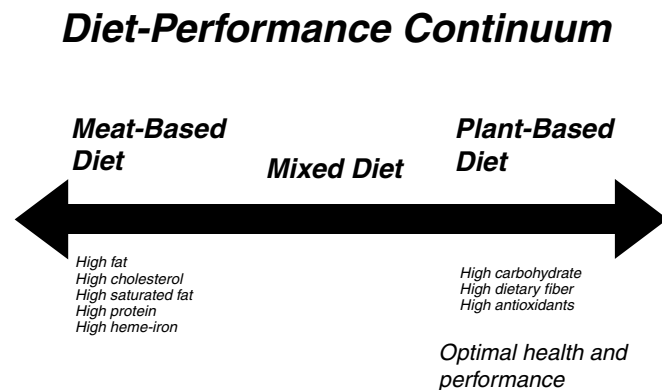 Diet-Performance Continuum
Meat-Based
Diet
Mixed Diet
Plant-Based
Diet
High fat
High cholesterol
High saturated fat
High protein
High heme-iron
High carbohydrate
High dietary fiber
High antioxidants
Optimal health and
performance